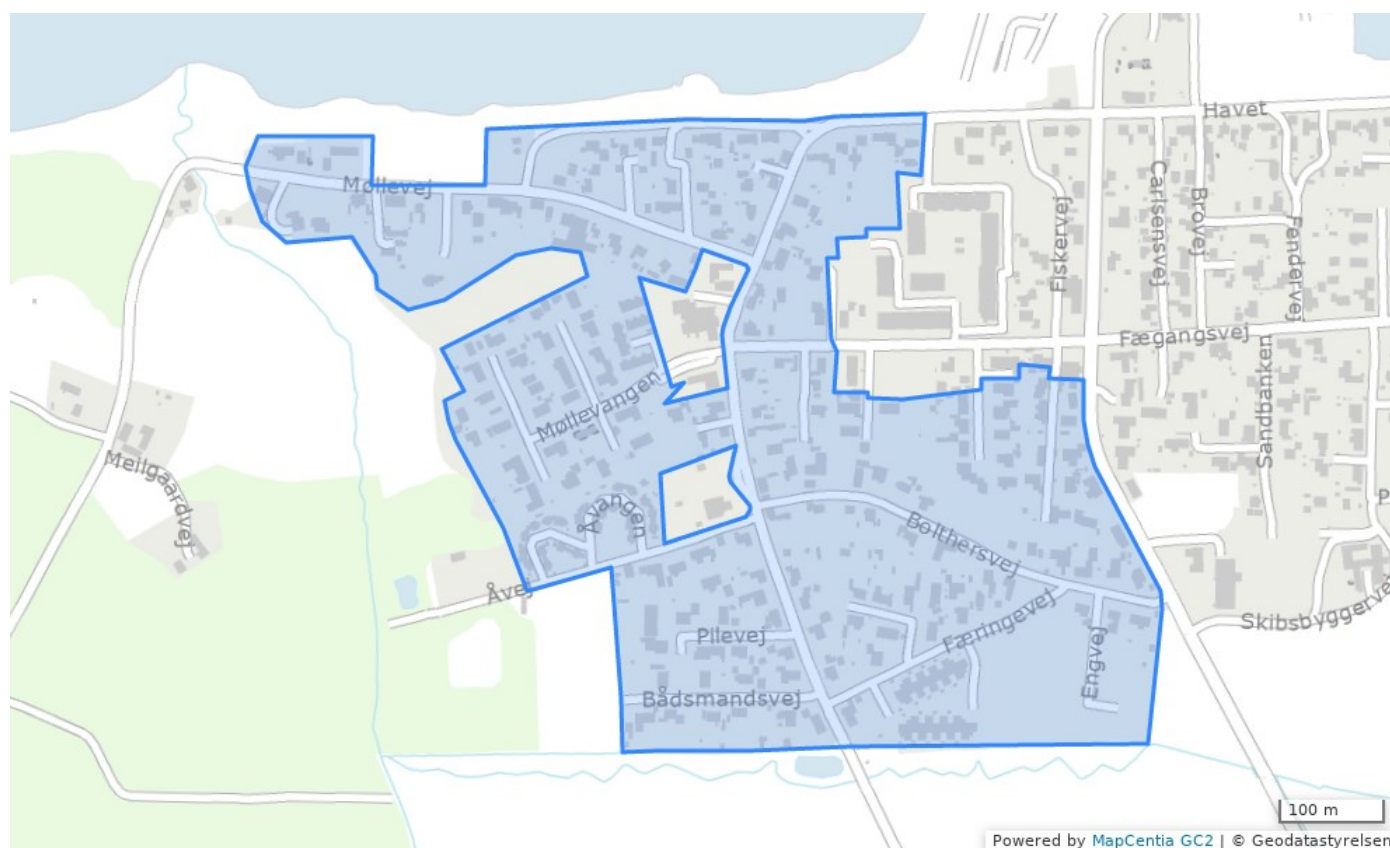 Havet
Møllevej
Fiskervej
Carlsensvej
Brovej
Fendervej
Fægangsvej
Sandbanken
Møllevangen
Meilgaardvej
Åvangen
Bolthersvej
P
Åvej
Færingevej
Skibsbyggervej
Pilevej
Engvej
Bådsmandsvej
100 m
Powered by MapCentia GC2 | © Geodatastyrelsen